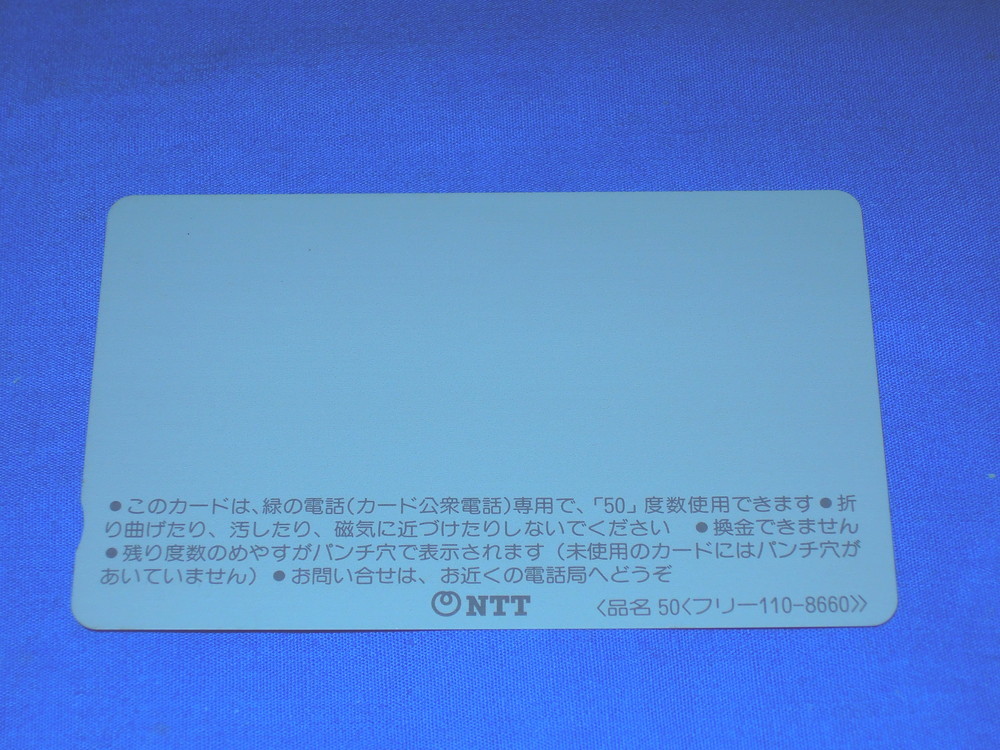 ●このカードは、緑の電話(カード公衆電話)専用で、「50」度数使用できます●折
り曲げたり、汚したり、磁気に近づけたりしないでください ●換金できません
●残り度数のめやすがパンチ穴で表示されます(未使用のカードにはパンチ穴が
あいていません)●お問い合せは、お近くの電話局へどうぞ
NTT 〈品名 50〈フリー110-8660〉〉